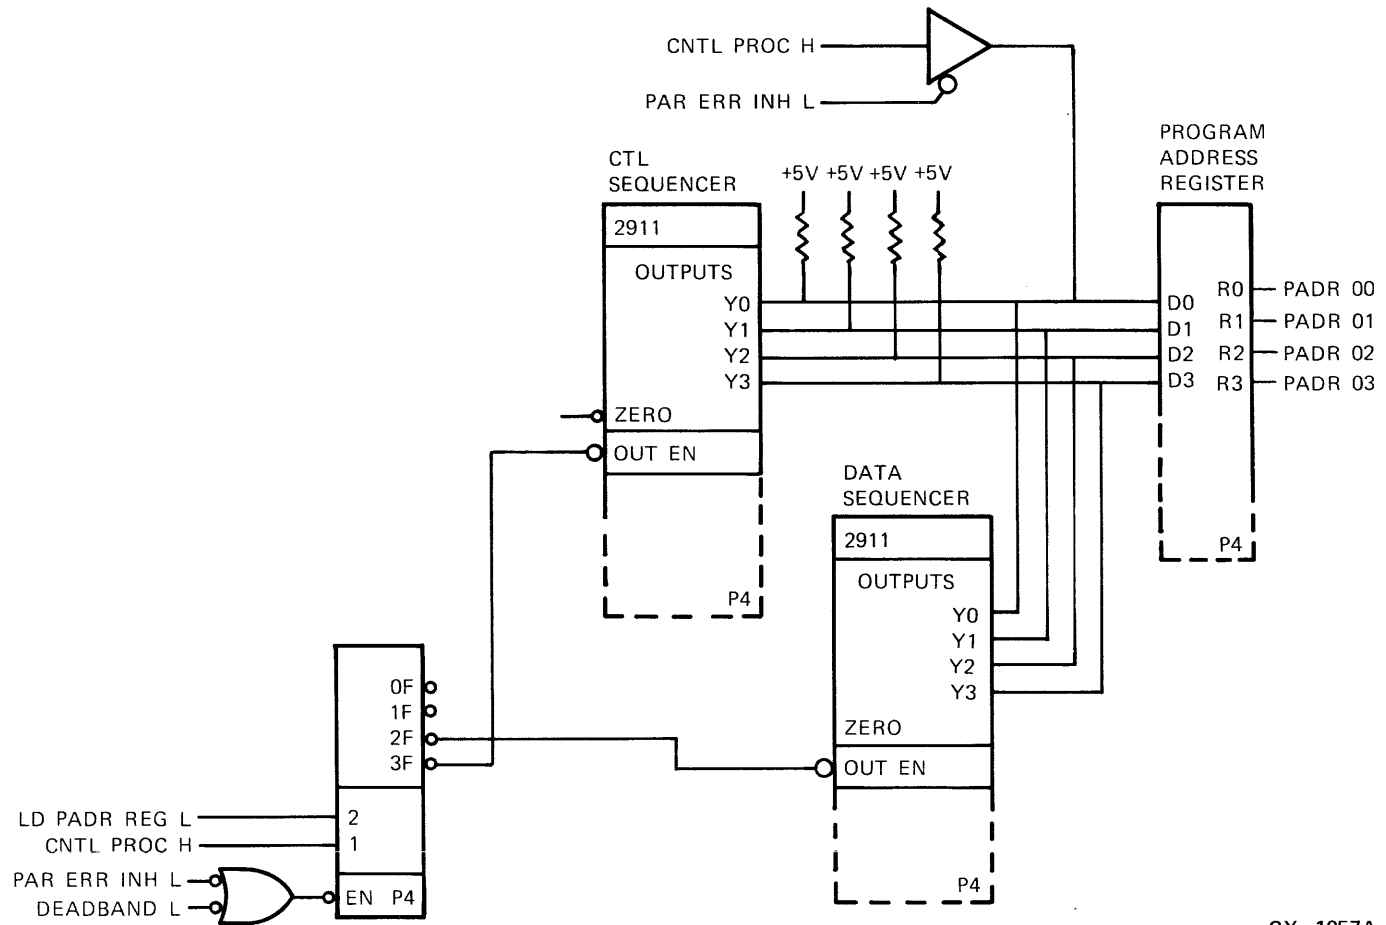 CNTL PROC H
PAR ERR INH L
PROGRAM
ADDRESS
REGISTER
CTL
SEQUENCER
+5V +5V +5V +5V
2911
OUTPUTS
Y0
Y1
Y2
Y3
ZERO
OUT EN
P4
D0
D1
D2
D3
R0
R1
R2
R3
PADR 00
PADR 01
PADR 02
PADR 03
P4
DATA
SEQUENCER
2911
OUTPUTS
Y0
Y1
Y2
Y3
ZERO
OUT EN
P4
0F
1F
2F
3F
2
1
EN P4
LD PADR REG L
CNTL PROC H
PAR ERR INH L
DEADBAND L